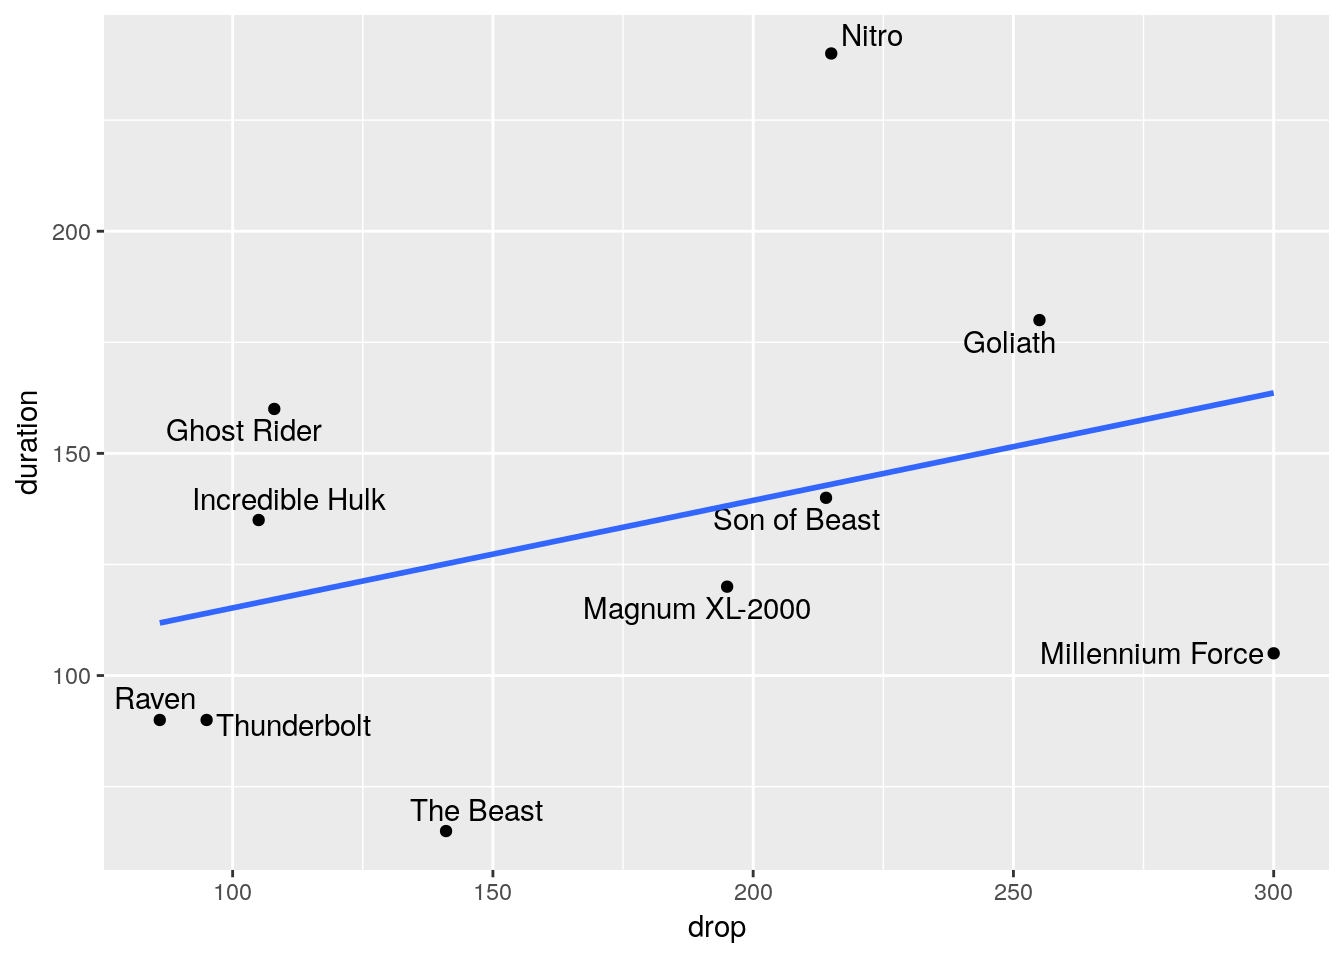 Nitro
200
Goliath
Ghost Rider
150
duration
Incredible Hulk
Son of Beast
Magnum XL-2000
Millennium Force
100
Raven
Thunderbolt
The Beast
100
150
200
250
300
drop